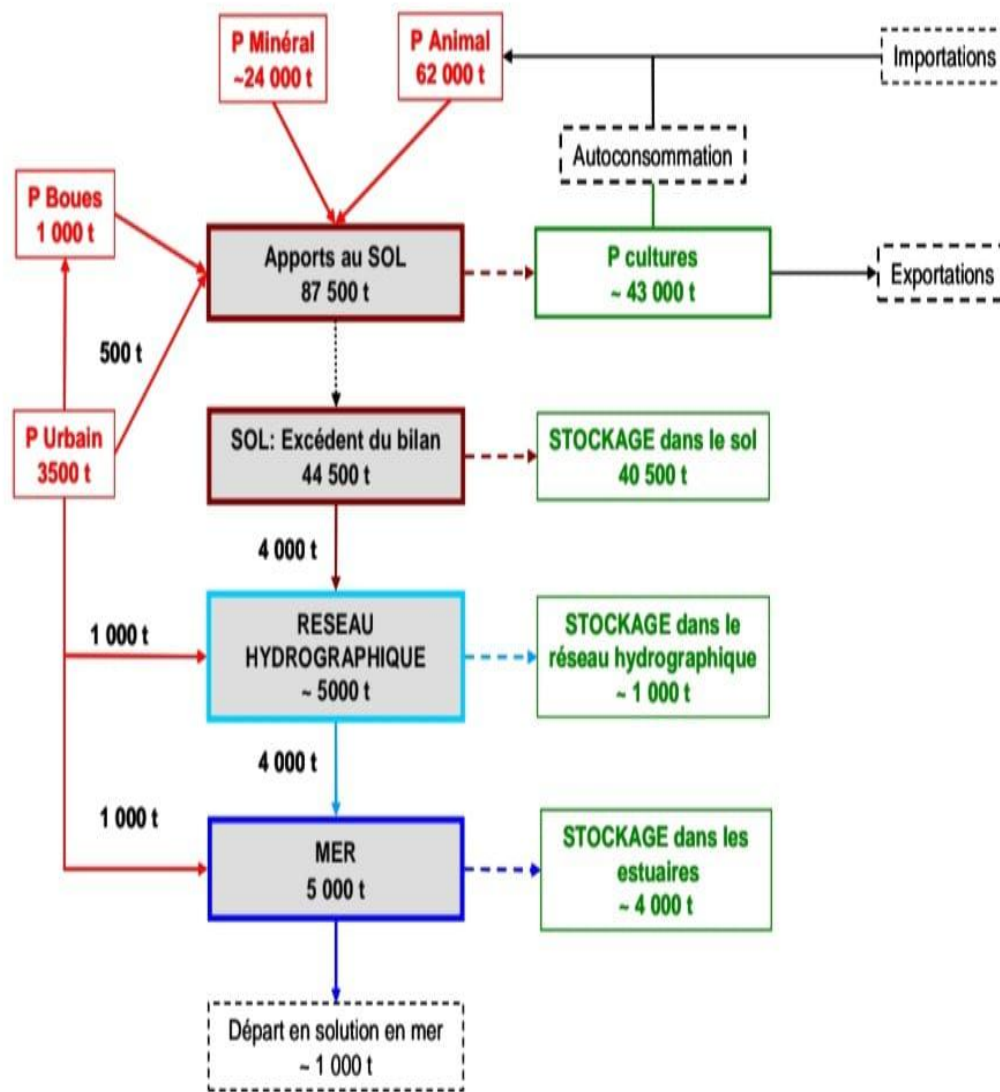 P Minéral
~24 000 t
P Animal
62 000 t
Importations
Autoconsommation
P Boues
1 000 t
Apports au SOL
87 500 t
P cultures
~ 43 000 t
Exportations
500 t
P Urbain
3500 t
SOL: Excédent du bilan
44 500 t
STOCKAGE dans le sol
40 500 t
4 000 t
1 000 t
RESEAU
HYDROGRAPHIQUE
~ 5000 t
STOCKAGE dans le
réseau hydrographique
~ 1 000 t
4 000 t
1 000 t
MER
5 000 t
STOCKAGE dans les
estuaires
~ 4 000 t
Départ en solution en mer
~ 1 000 t